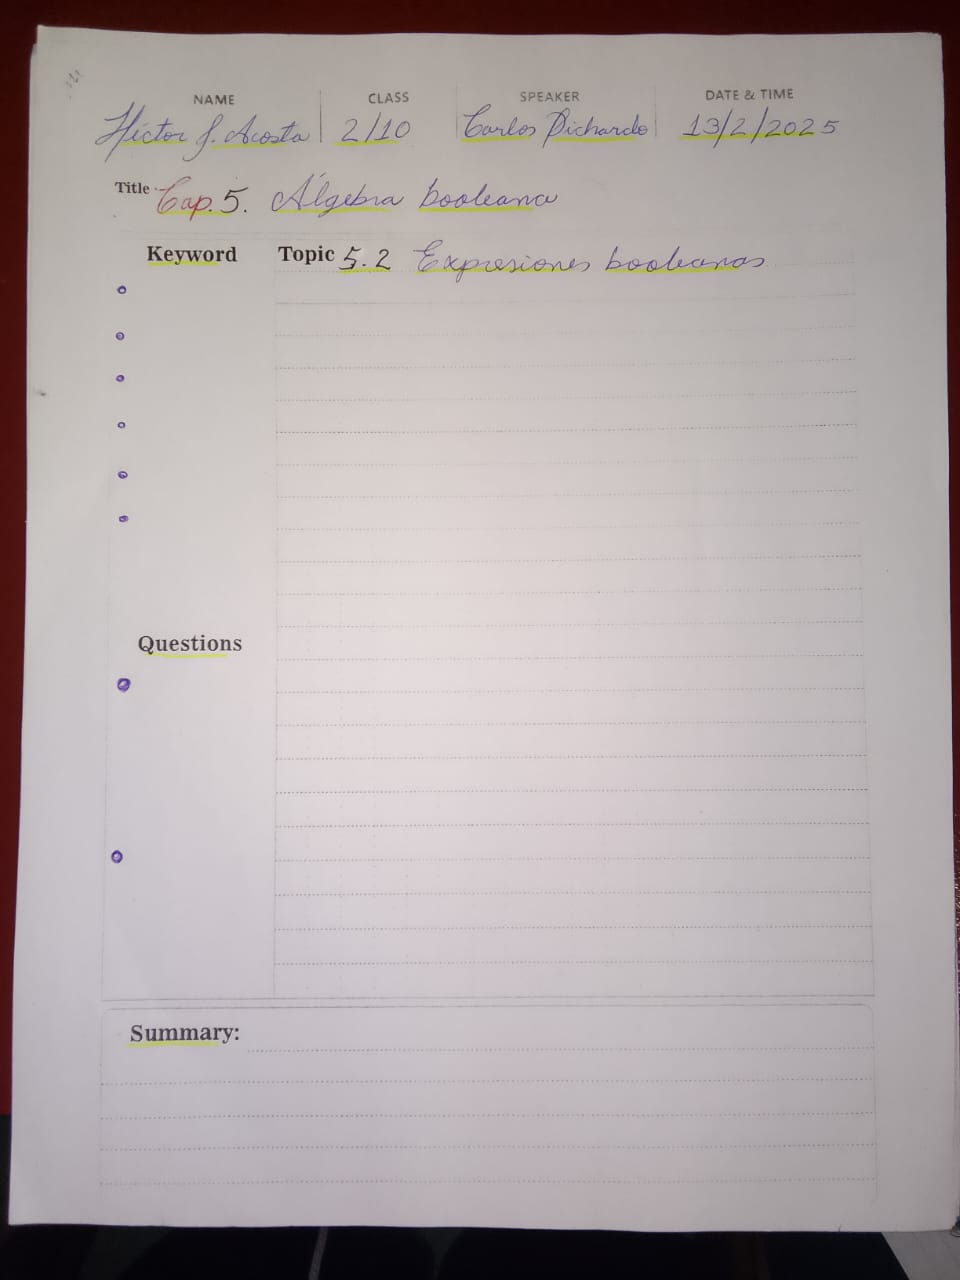 NAME CLASS SPEAKER DATE & TIME
Héctor J. Acosta 2/10 Carlos Pichardo 13/2/2025
Title Cap. 5. Álgebra booleana
Keyword Topic 5.2 Expresiones booleanas
Questions
Summary: